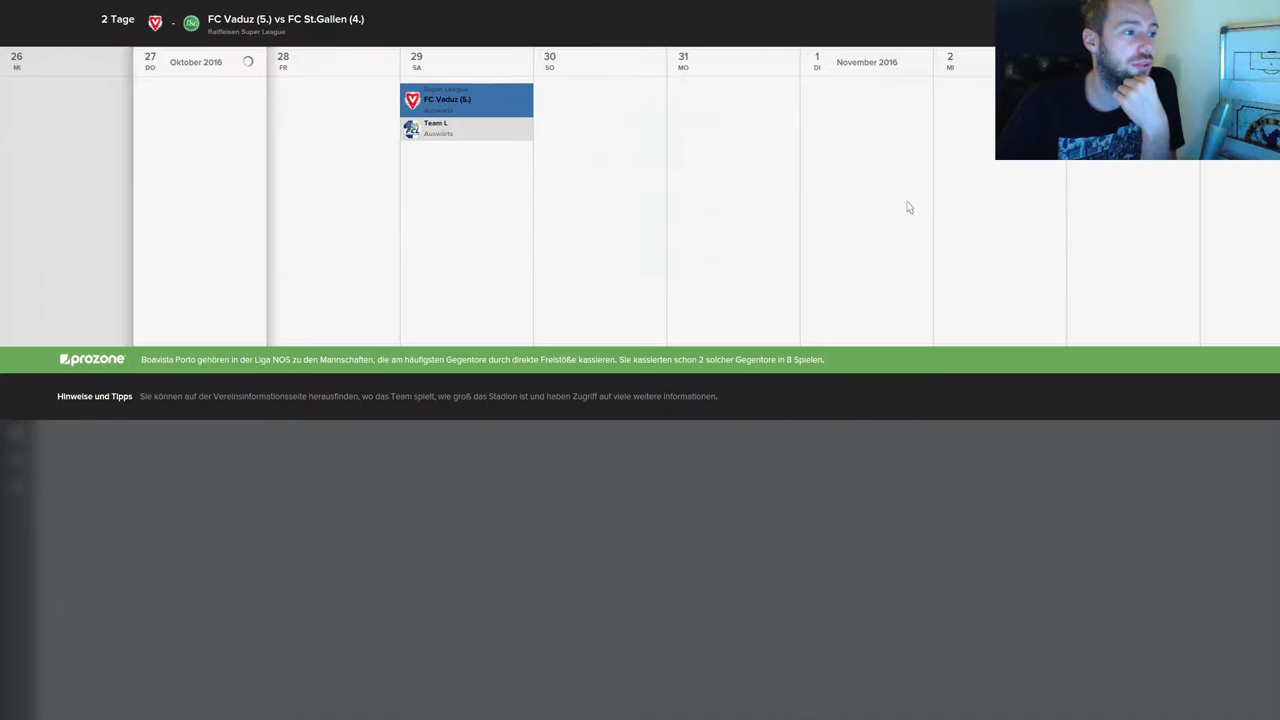 2 Tage
-
FC Vaduz (5.) vs FC St.Gallen (4.)
Raiffeisen Super League
26
MI
27
DO
Oktober 2016
28
FR
29
SA
30
SO
31
MO
1
DI
November 2016
2
MI
Super League
FC Vaduz (5.)
Auswärts
Team L
Auswärts
prozone
Boavista Porto gehören in der Liga NOS zu den Mannschaften, die am häufigsten Gegentore durch direkte Freistöße kassieren. Sie kassierten schon 2 solcher Gegentore in 8 Spielen.
Hinweise und Tipps
Sie können auf der Vereinsinformationsseite herausfinden, wo das Team spielt, wie groß das Stadion ist und haben Zugriff auf viele weitere Informationen.